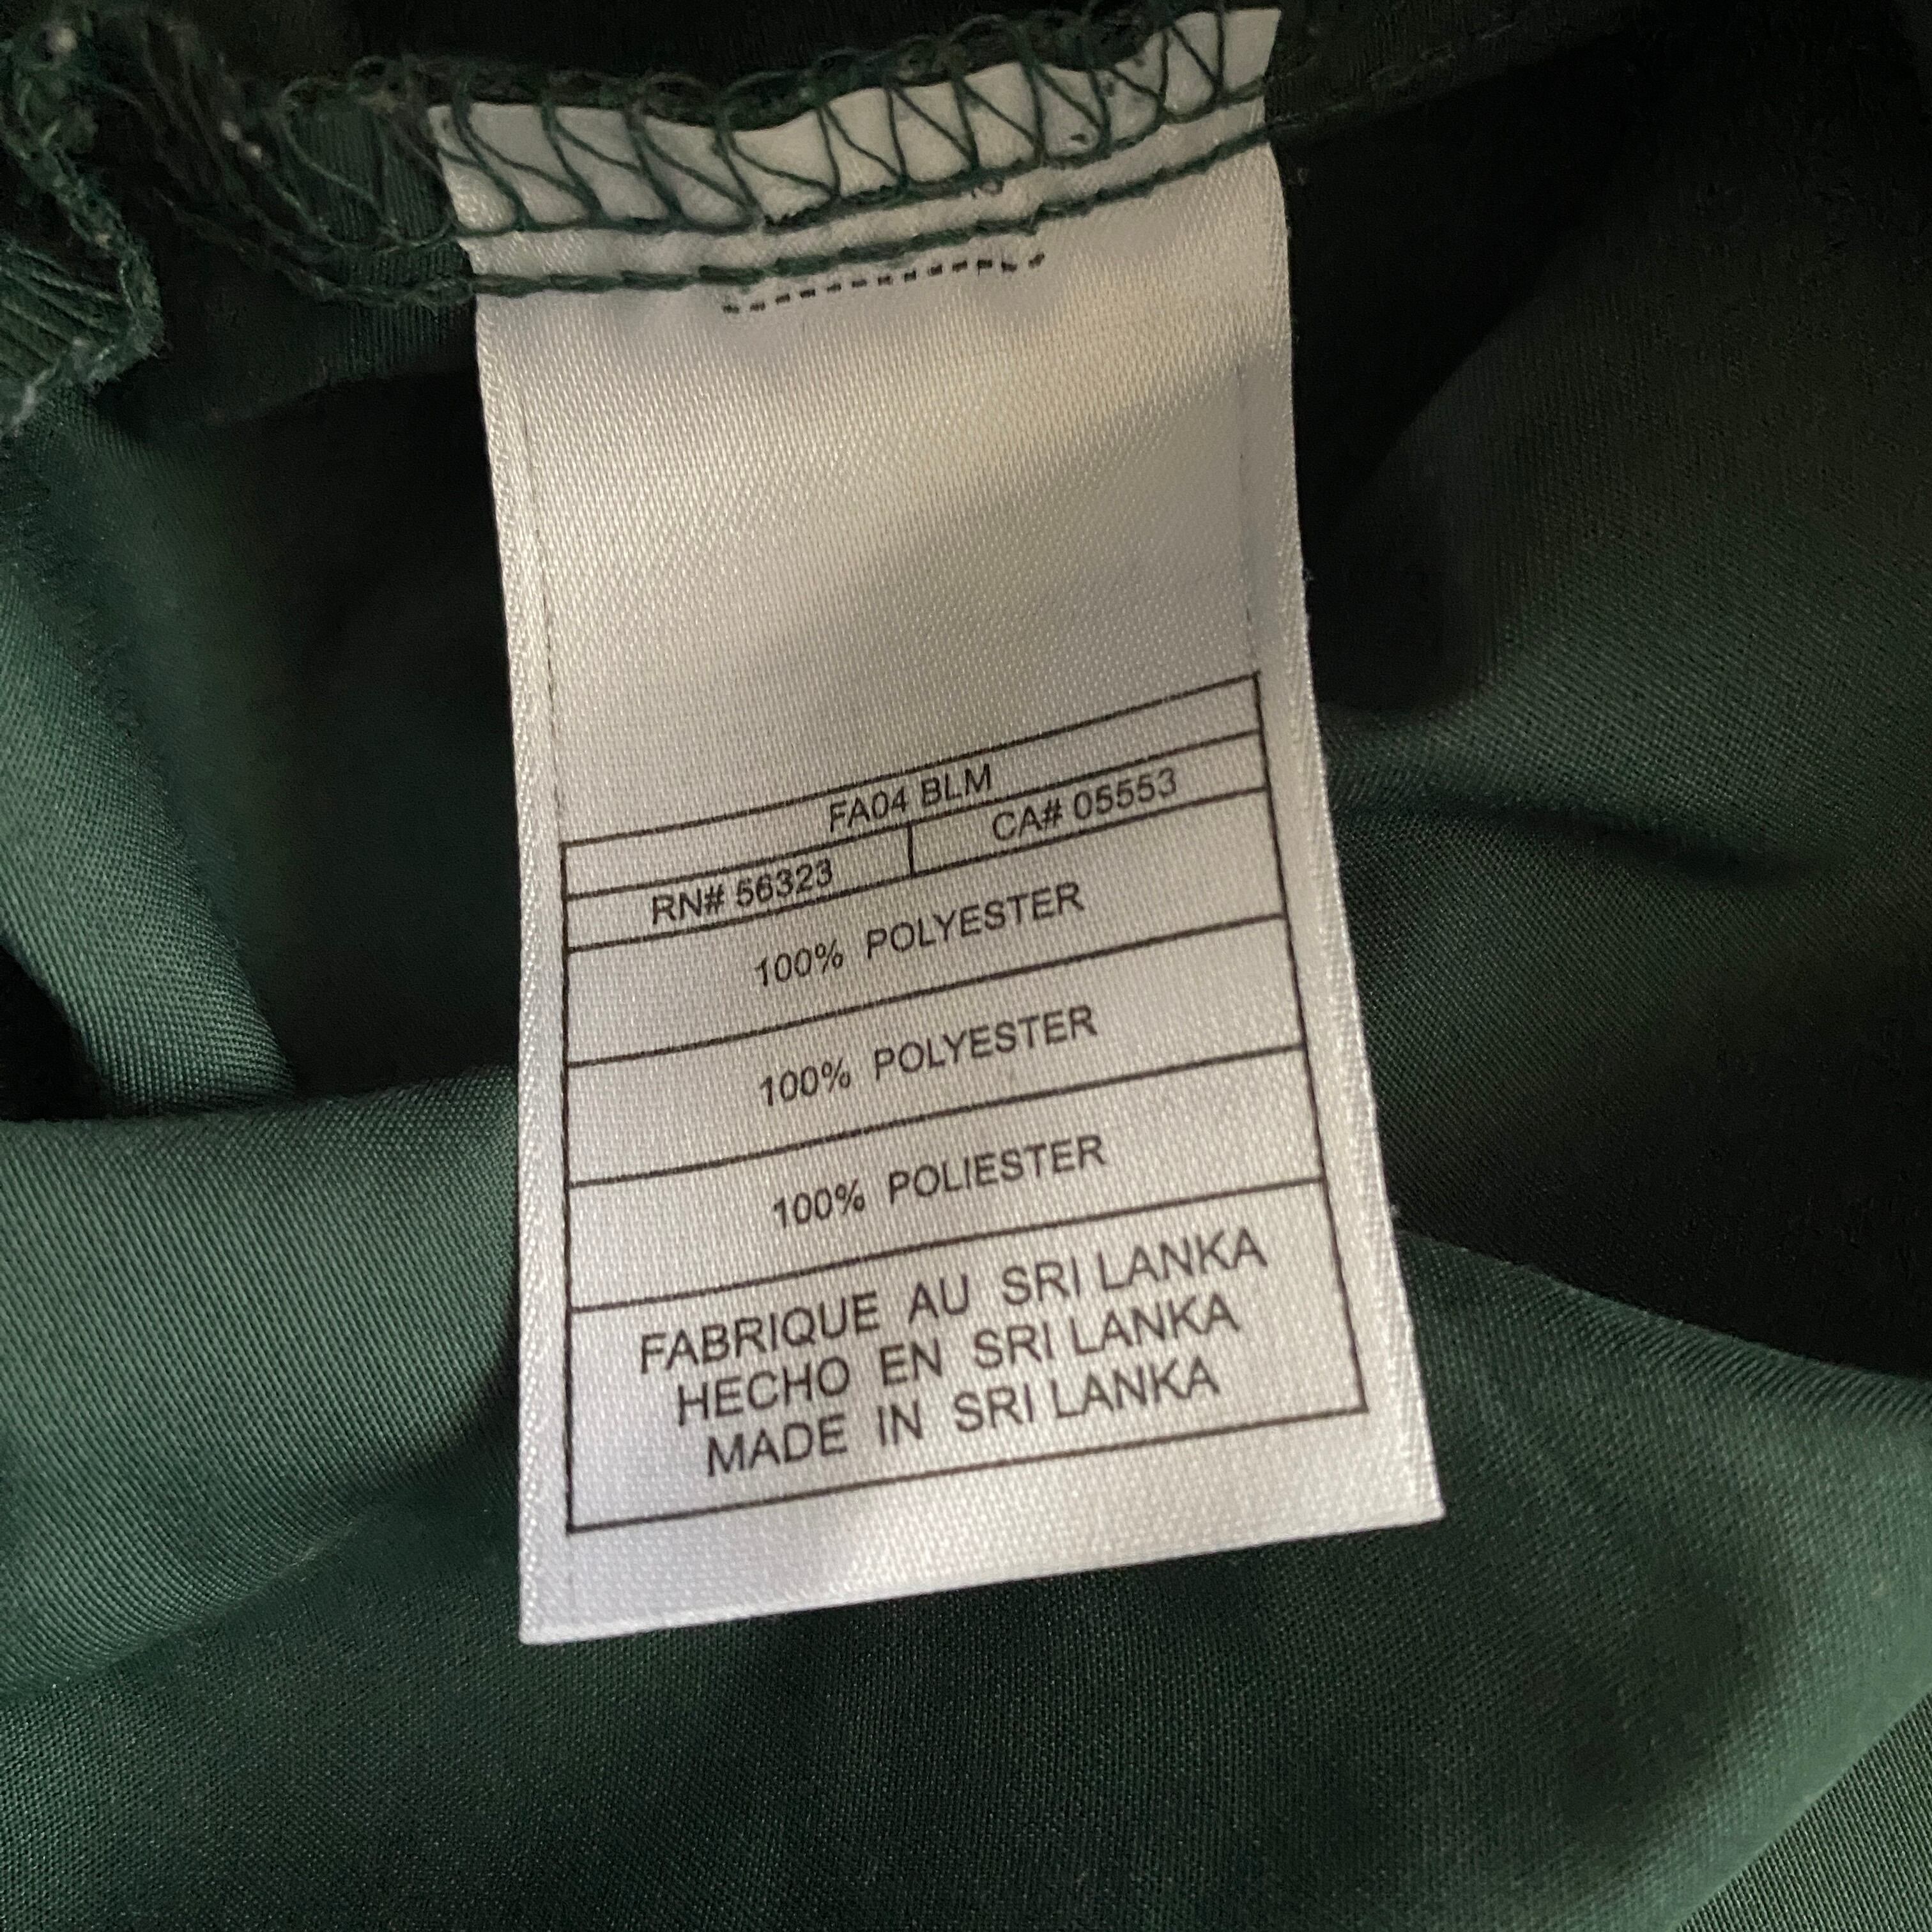 FA04 BLM
RN# 56323 CA# 05553
100% POLYESTER
100% POLYESTER
100% POLIESTER
FABRIQUE AU SRI LANKA
HECHO EN SRI LANKA
MADE IN SRI LANKA